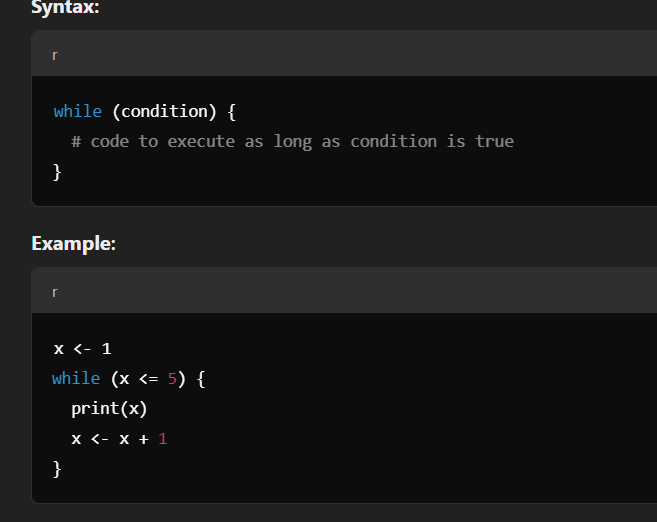 Syntax:
r
while (condition) {
  # code to execute as long as condition is true
}
Example:
r
x <- 1
while (x <= 5) {
  print(x)
  x <- x + 1
}